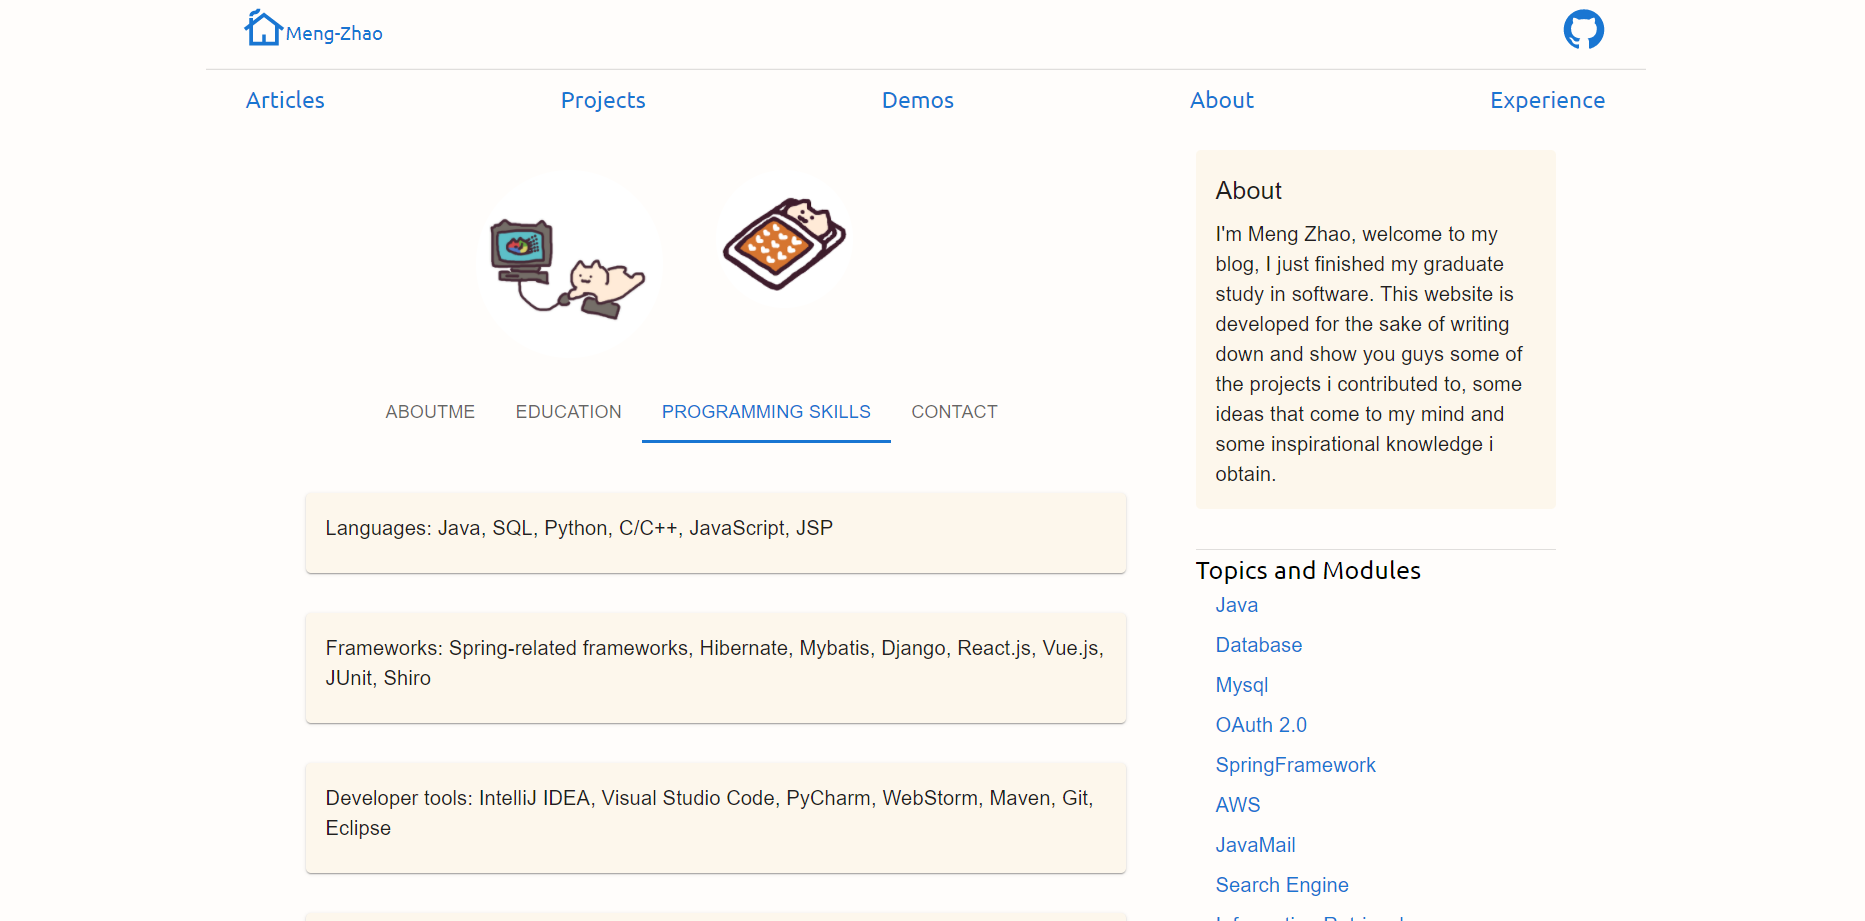 Meng-Zhao
Articles
Projects
Demos
About
Experience
ABOUTME
EDUCATION
PROGRAMMING SKILLS
CONTACT
Languages: Java, SQL, Python, C/C++, JavaScript, JSP
Frameworks: Spring-related frameworks, Hibernate, Mybatis, Django, React.js, Vue.js,
JUnit, Shiro
Developer tools: IntelliJ IDEA, Visual Studio Code, PyCharm, WebStorm, Maven, Git,
Eclipse
About
I'm Meng Zhao, welcome to my
blog, I just finished my graduate
study in software. This website is
developed for the sake of writing
down and show you guys some of
the projects i contributed to, some
ideas that come to my mind and
some inspirational knowledge i
obtain.
Topics and Modules
Java
Database
Mysql
OAuth 2.0
SpringFramework
AWS
JavaMail
Search Engine